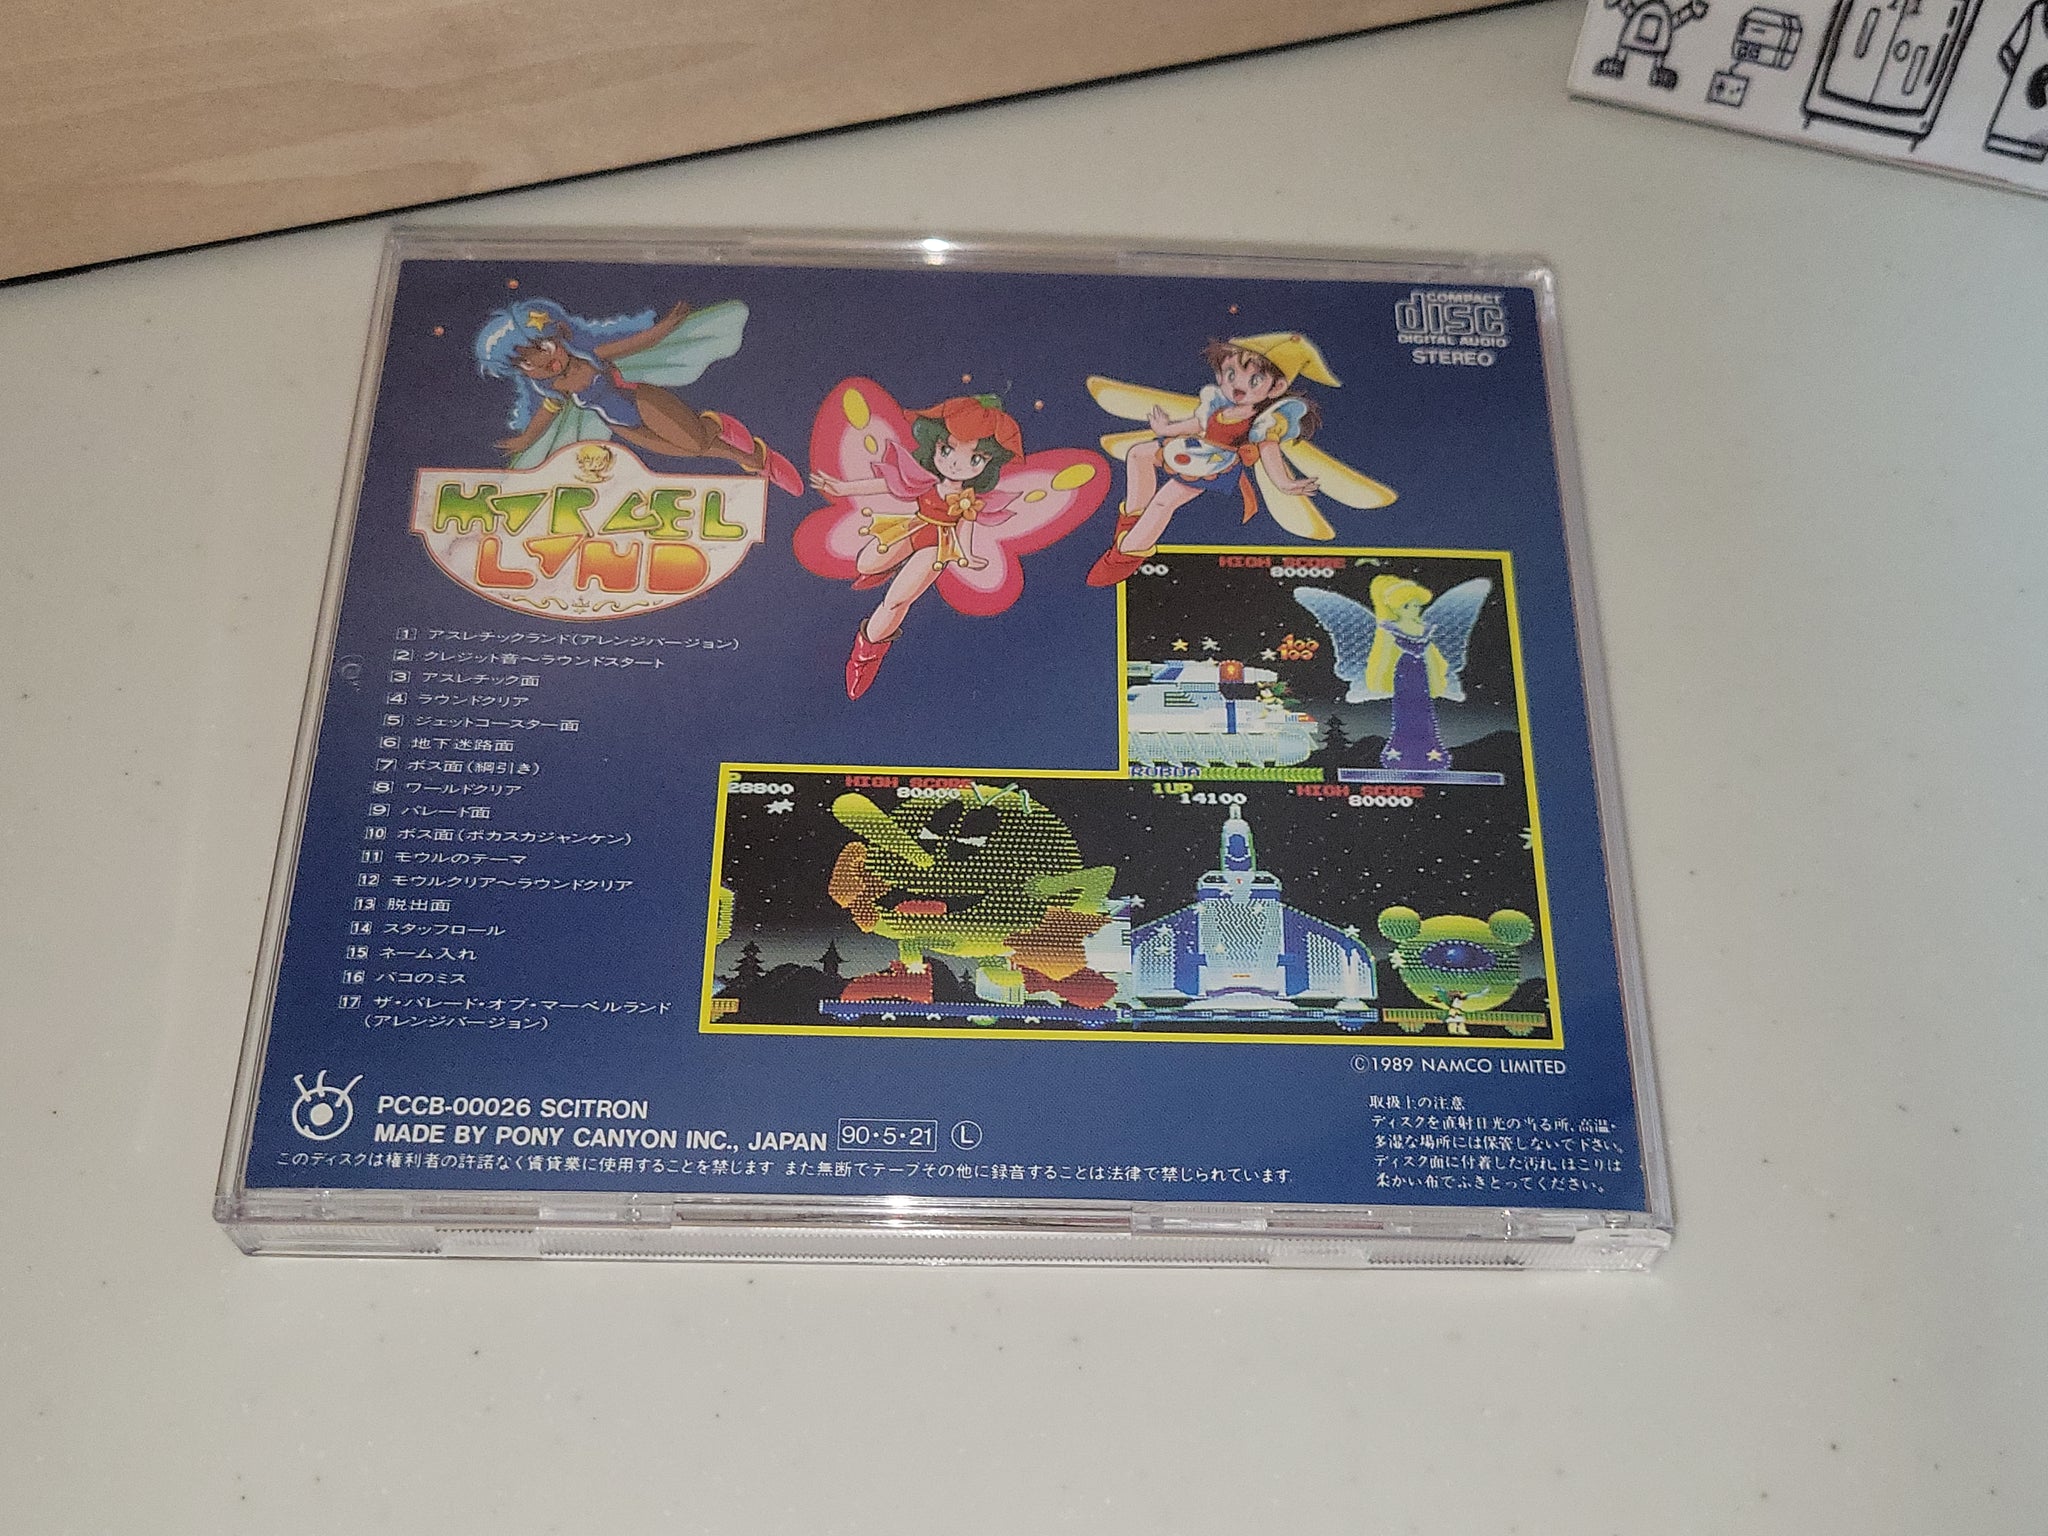 COMPACT
disc
DIGITAL AUDIO
STEREO
MARVEL
LAND
1 アスレチックランド(アレンジバージョン)
2 クレジット音〜ラウンドスタート
3 アスレチック面
4 ラウンドクリア
5 ジェットコースター面
6 地下迷路面
7 ボス面(綱引き)
8 ワールドクリア
9 パレード面
10 ボス面(ポカスカジャンケン)
11 モウルのテーマ
12 モウルクリア〜ラウンドクリア
13 脱出面
14 スタッフロール
15 ネーム入れ
16 パコのミス
17 ザ・パレード・オブ・マーベルランド
(アレンジバージョン)
00 HIGH SCORE
80000
100
100
P HIGH SCORE
28800 80000
1UP HIGH SCORE
14100 80000
©1989 NAMCO LIMITED
PCCB-00026 SCITRON
MADE BY PONY CANYON INC., JAPAN 90・5・21 L
このディスクは権利者の許諾なく賃貸業に使用することを禁じます また無断でテープその他に録音することは法律で禁じられています。
取扱上の注意
ディスクを直射日光の当る所、高温・
多湿な場所には保管しないで下さい。
ディスク面に付着した汚れ、ほこりは
柔かい布でふきとってください。